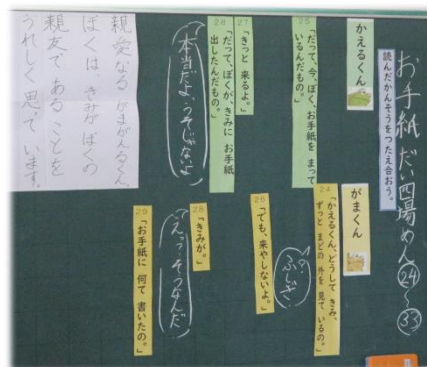 お手紙 だい四場めん ㉔～㉝
読んだかんそうをつたえ合おう。
かえるくん
がまくん
24
「かえるくん、どうして きみ、
ずっと まどの 外を 見て いるの。」
の?
ふしぎ
25
「だって、今、ぼく、お手紙を まって
いるんだもの。」
26
「でも、来やしないよ。」
27
「きっと 来るよ。」
28
「だって、ぼくが、きみに お手紙
出したんだもの。」
本当だよ、うそじゃないよ
28
「きみが。」
えっ、そうなんだ
29
「お手紙に 何て 書いたの。」
親愛なる がまがえるくん。
ぼくは きみが ぼくの
親友で ある ことを
うれしく 思って います。